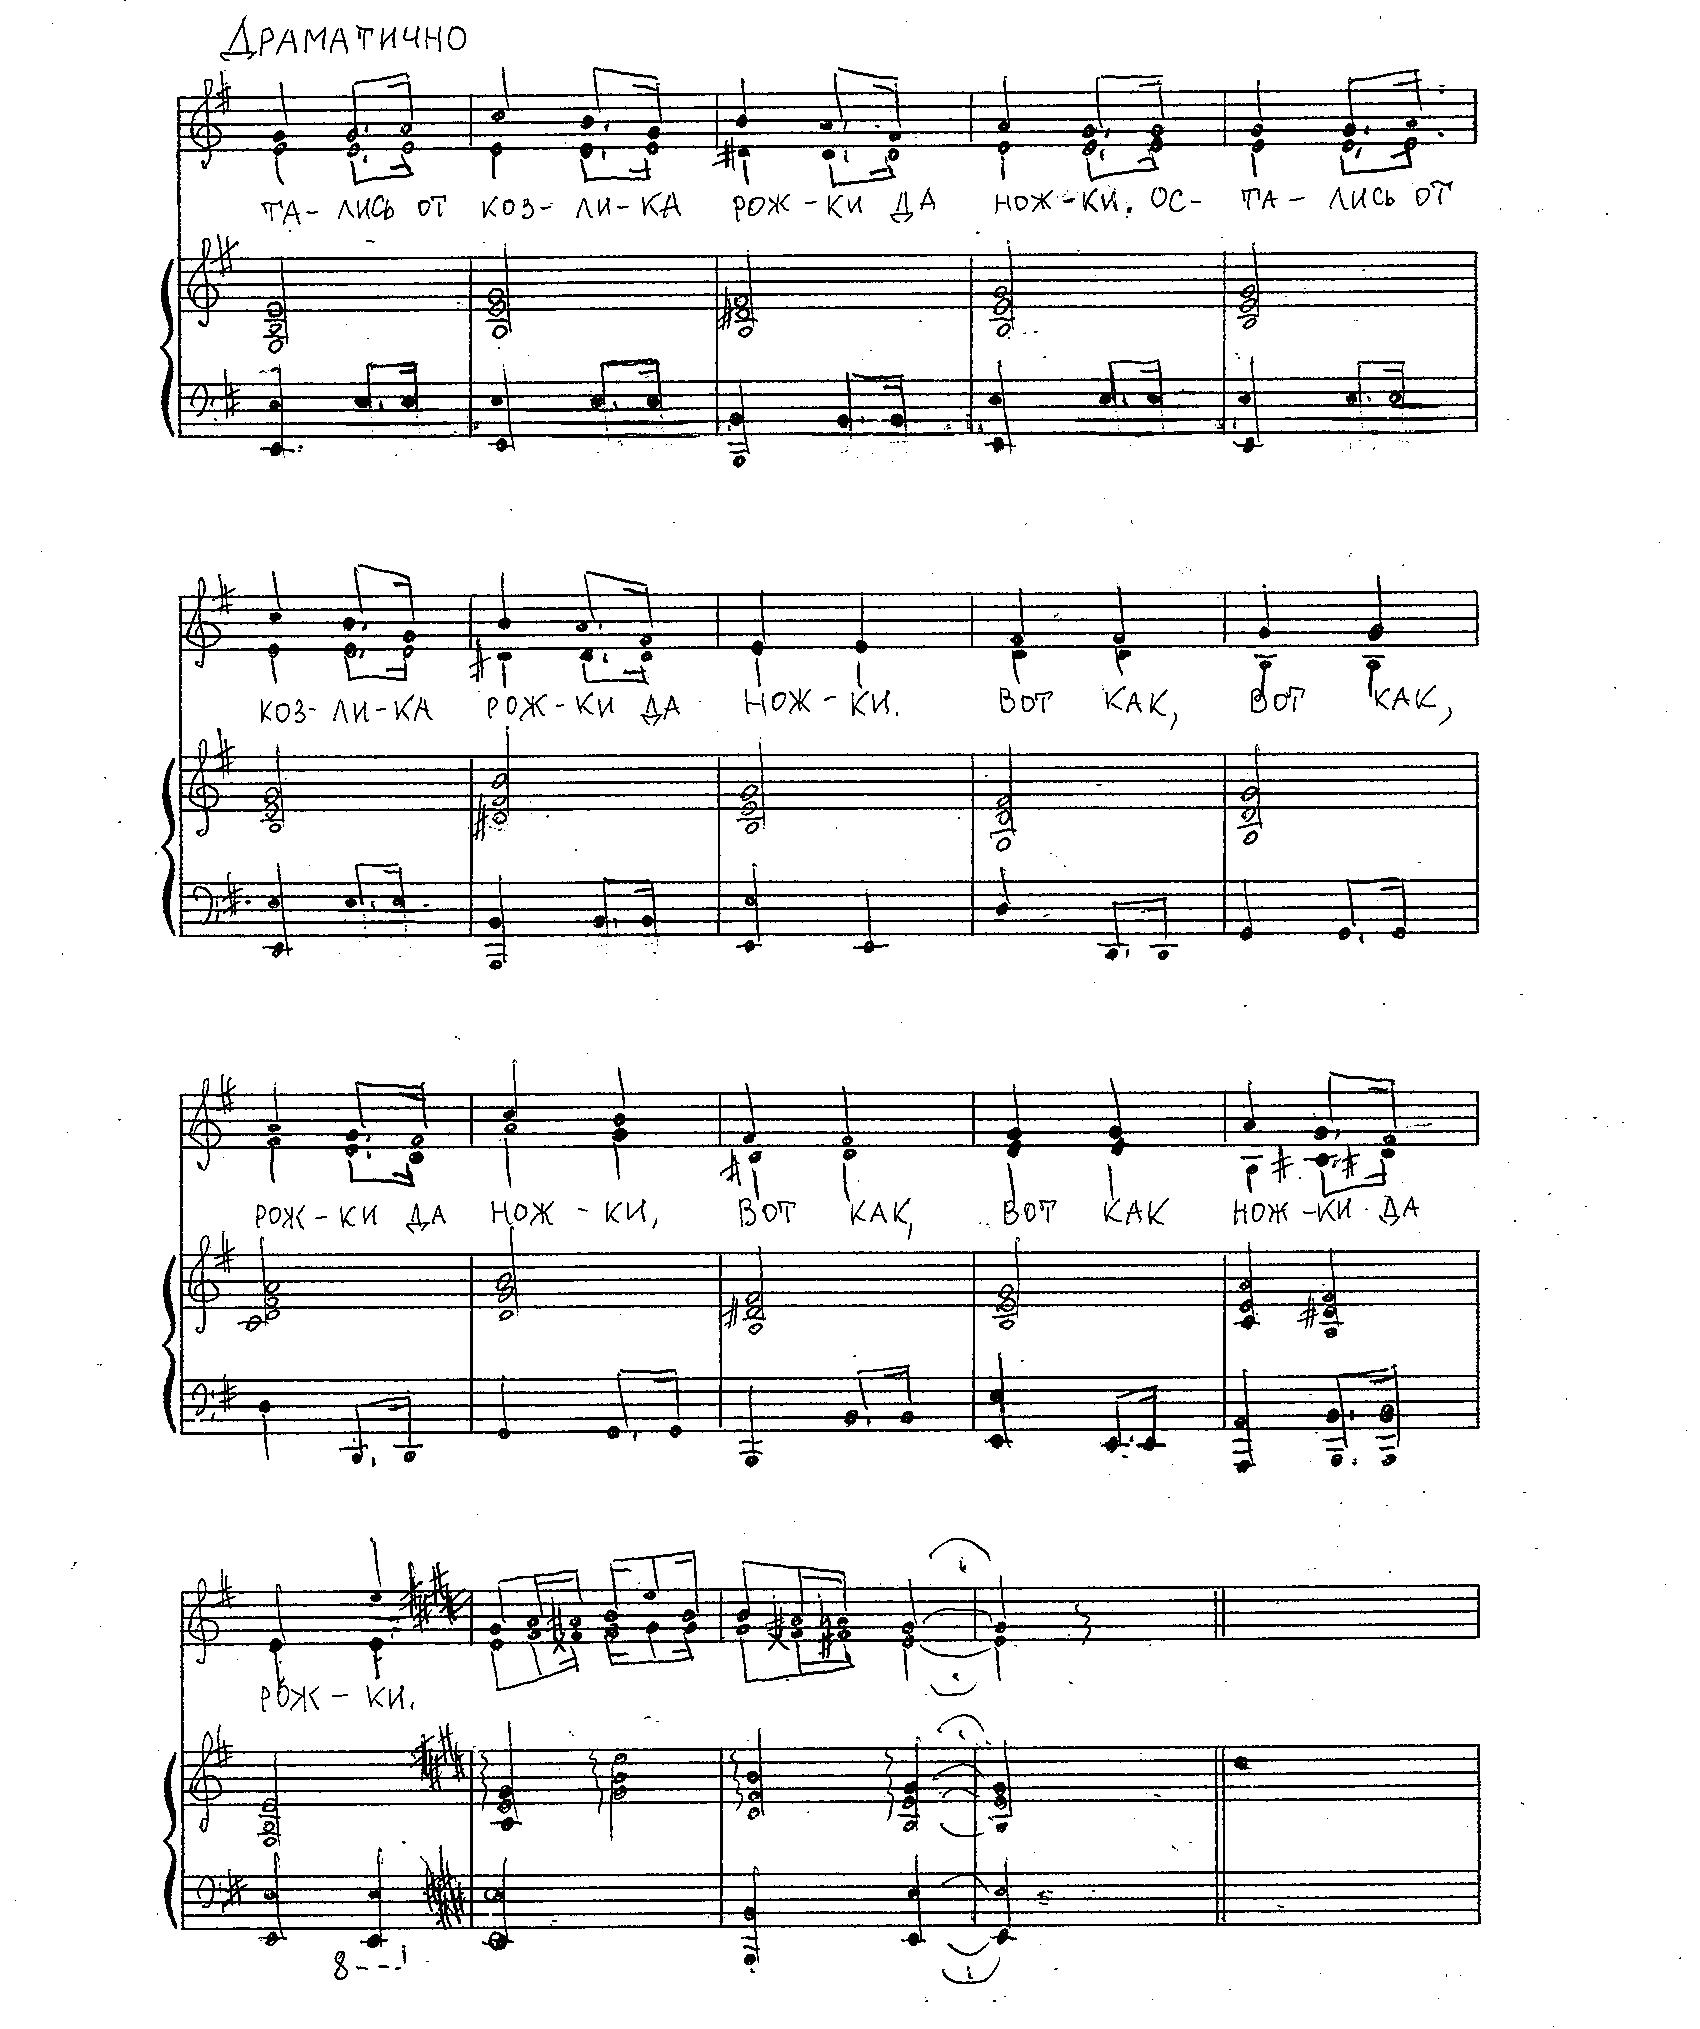 ДРАМАТИЧНО
ТА- ЛИСЬ ОТ КОЗ- ЛИ-КА РОЖ-КИ ДА НОЖ-КИ. ОС- ТА- ЛИСЬ ОТ
КОЗ-ЛИ-КА РОЖ-КИ ДА НОЖ-КИ. ВОТ КАК, ВОТ КАК,
РОЖ-КИ ДА НОЖ-КИ, ВОТ КАК, ВОТ КАК НОЖ-КИ ДА
РОЖ-КИ.
8---